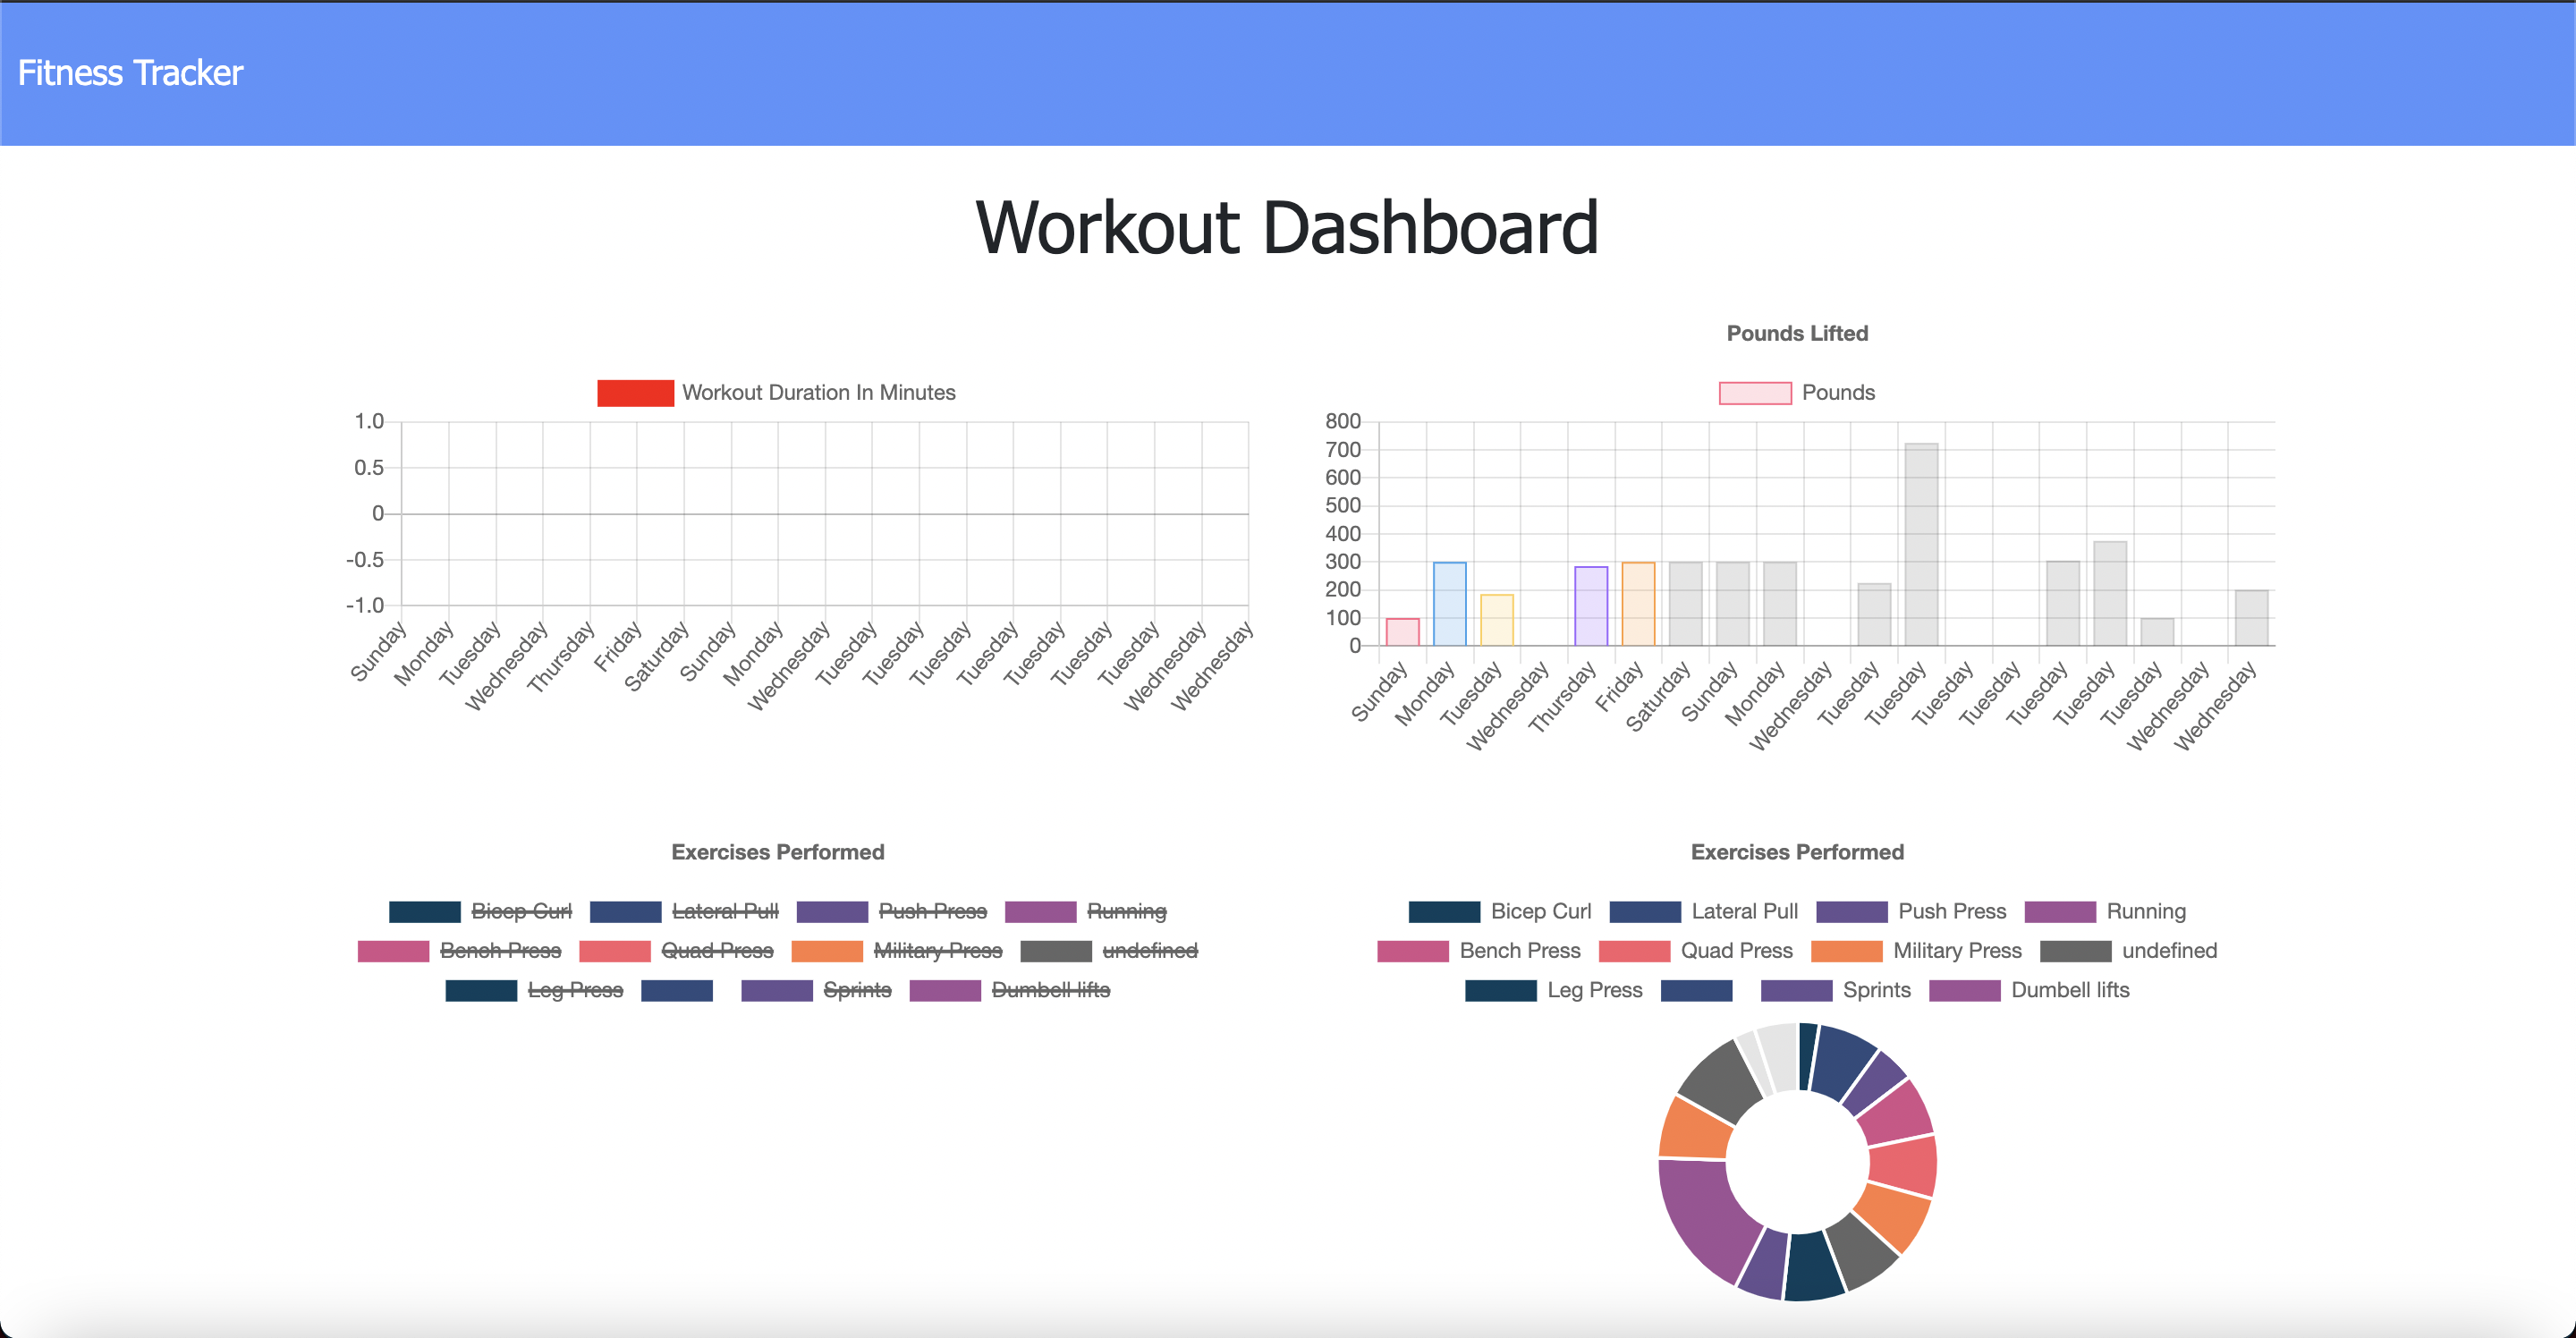 Fitness Tracker
Workout Dashboard
Workout Duration In Minutes
1.0
0.5
0
-0.5
-1.0
Sunday Monday Tuesday Wednesday Thursday Friday Saturday Sunday Monday Wednesday Tuesday Tuesday Tuesday Tuesday Tuesday Tuesday Tuesday Wednesday Wednesday
Pounds Lifted
Pounds
800
700
600
500
400
300
200
100
0
Sunday Monday Tuesday Wednesday Thursday Friday Saturday Sunday Monday Wednesday Tuesday Tuesday Tuesday Tuesday Tuesday Tuesday Tuesday Wednesday Wednesday
Exercises Performed
Bicep Curl Lateral Pull Push Press Running
Bench Press Quad Press Military Press undefined
Leg Press Sprints Dumbell lifts
Exercises Performed
Bicep Curl Lateral Pull Push Press Running
Bench Press Quad Press Military Press undefined
Leg Press Sprints Dumbell lifts